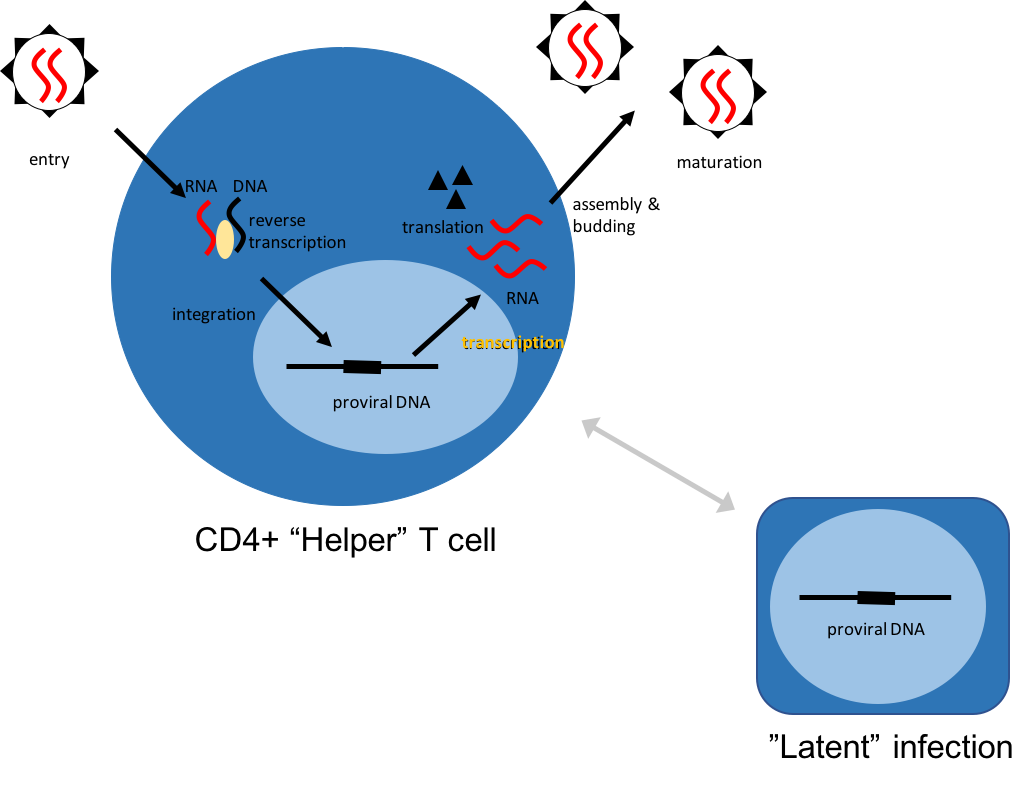 entry
maturation
RNA DNA
reverse
transcription
translation
assembly &
budding
integration
RNA
transcription
proviral DNA
CD4+ “Helper” T cell
proviral DNA
”Latent” infection